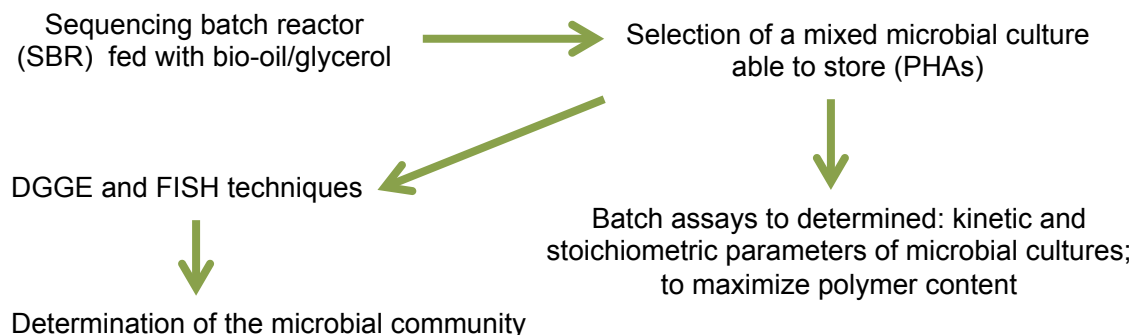 Sequencing batch reactor
(SBR) fed with bio-oil/glycerol
Selection of a mixed microbial culture
able to store (PHAs)
DGGE and FISH techniques
Batch assays to determined: kinetic and
stoichiometric parameters of microbial cultures;
to maximize polymer content
Determination of the microbial community